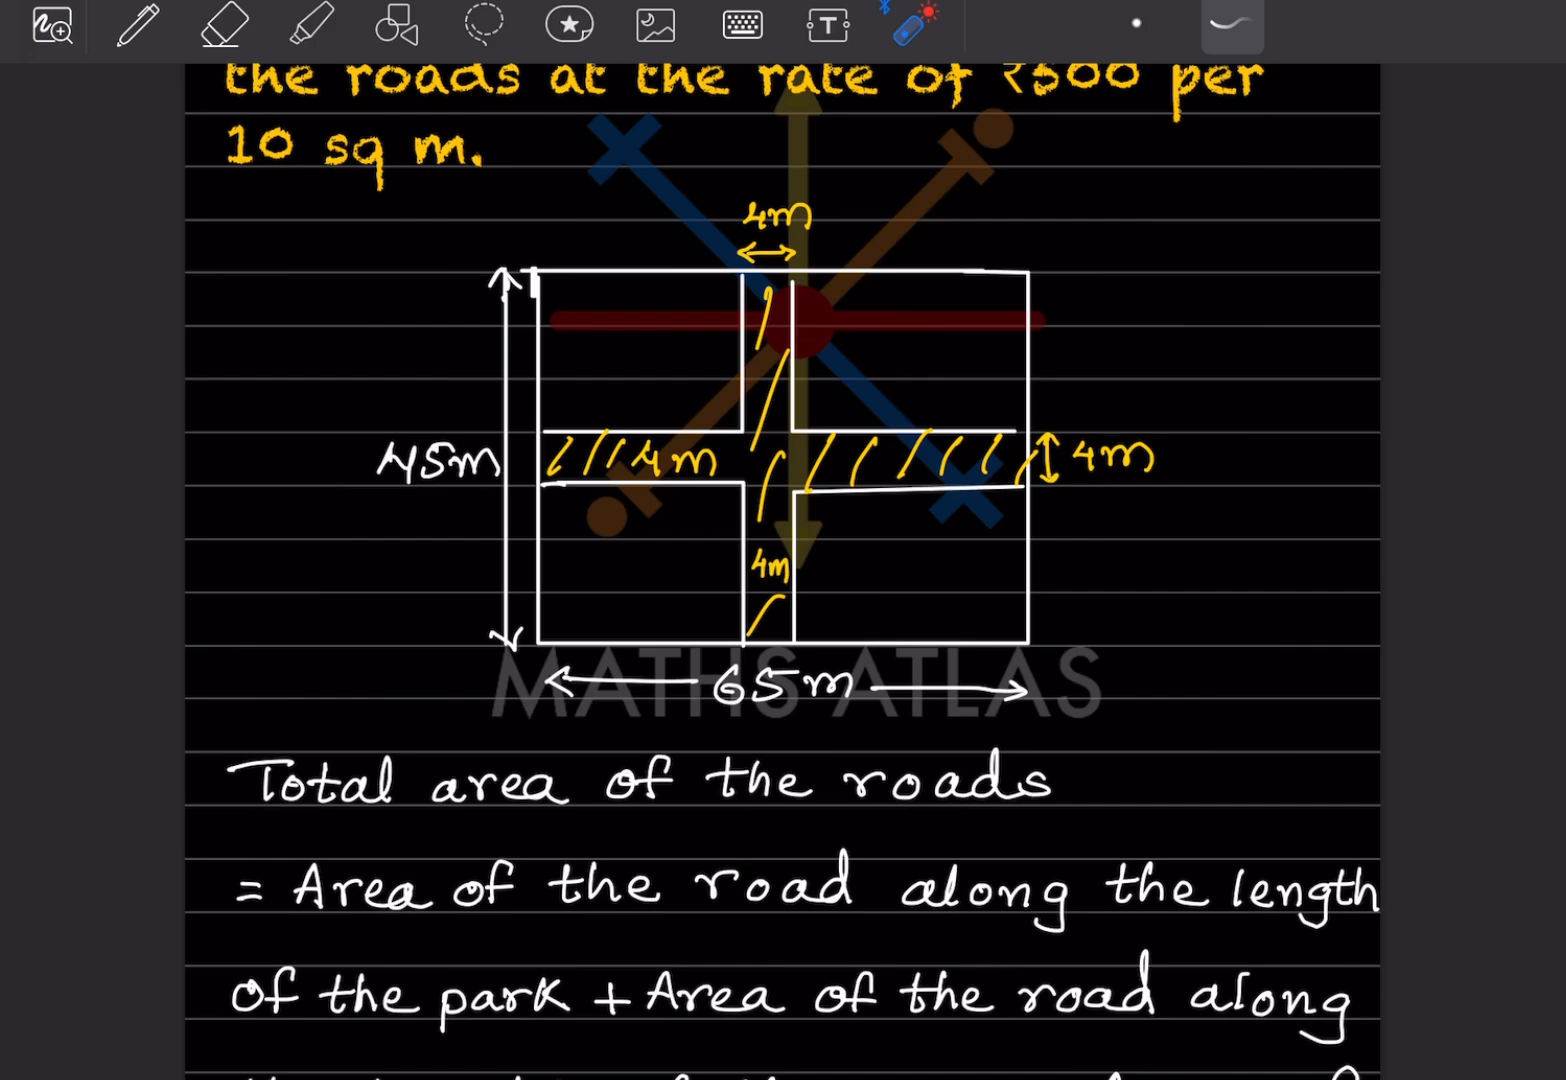 the roads at the rate of ₹500 per
10 sq m.
4m
45m
4m
4m
4m
65m
MATHS ATLAS
Total area of the roads
= Area of the road along the length
of the park + Area of the road along